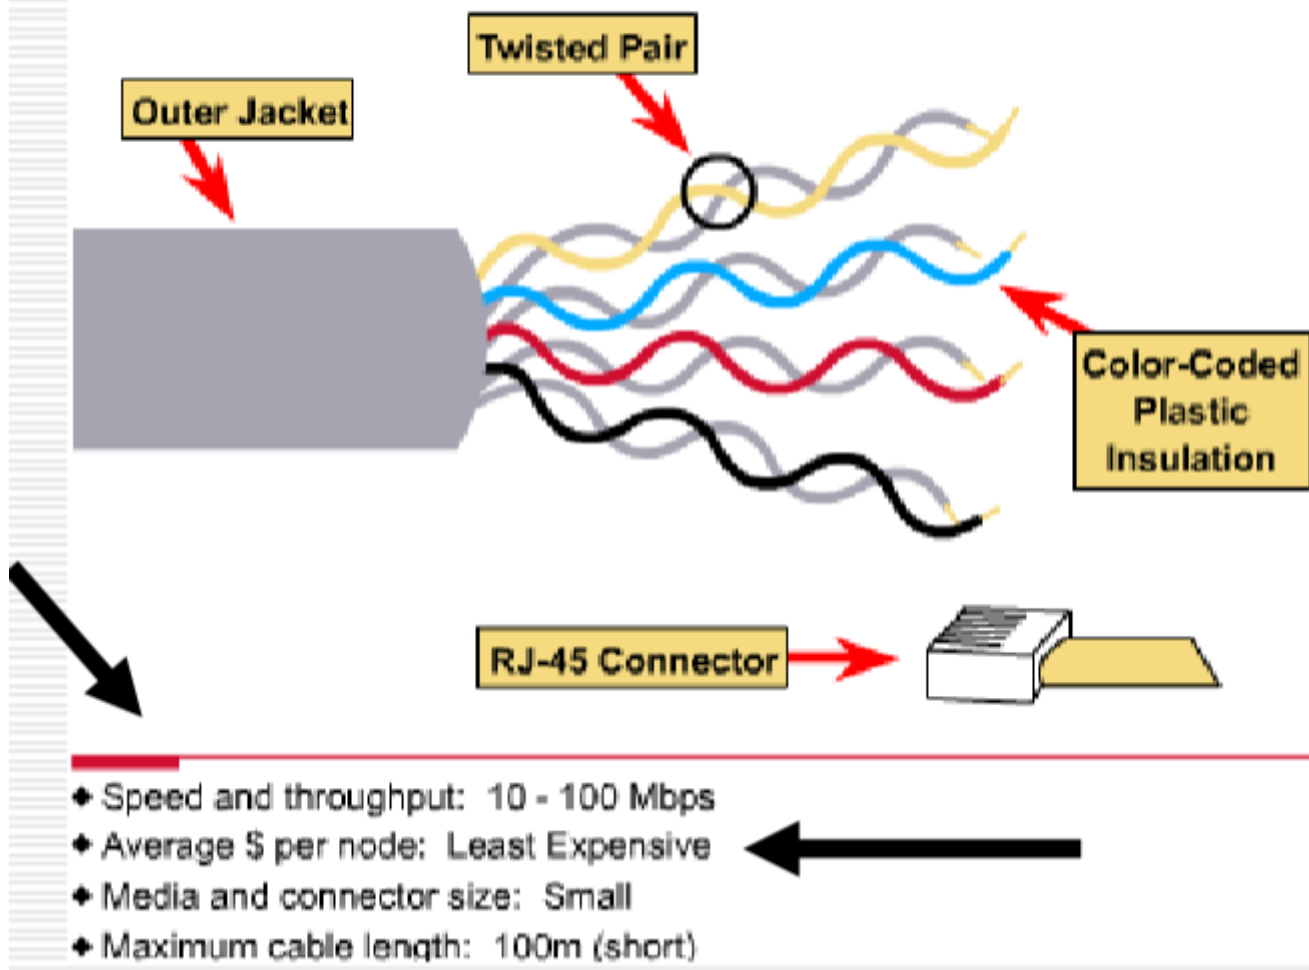 Twisted Pair
Outer Jacket
Color-Coded
Plastic
Insulation
RJ-45 Connector
◆ Speed and throughput: 10 - 100 Mbps
◆ Average $ per node: Least Expensive
◆ Media and connector size: Small
◆ Maximum cable length: 100m (short)